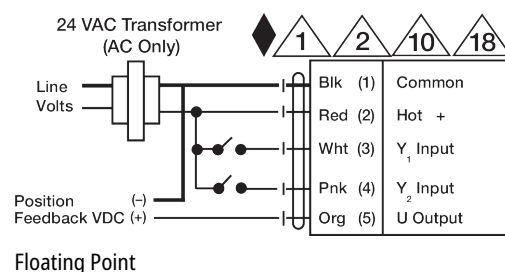 24 VAC Transformer
(AC Only)
1 2 10 18
Line
Volts
Blk (1) Common
Red (2) Hot +
Wht (3) Y1 Input
Pnk (4) Y2 Input
Position (-)
Feedback VDC (+)
Org (5) U Output
Floating Point